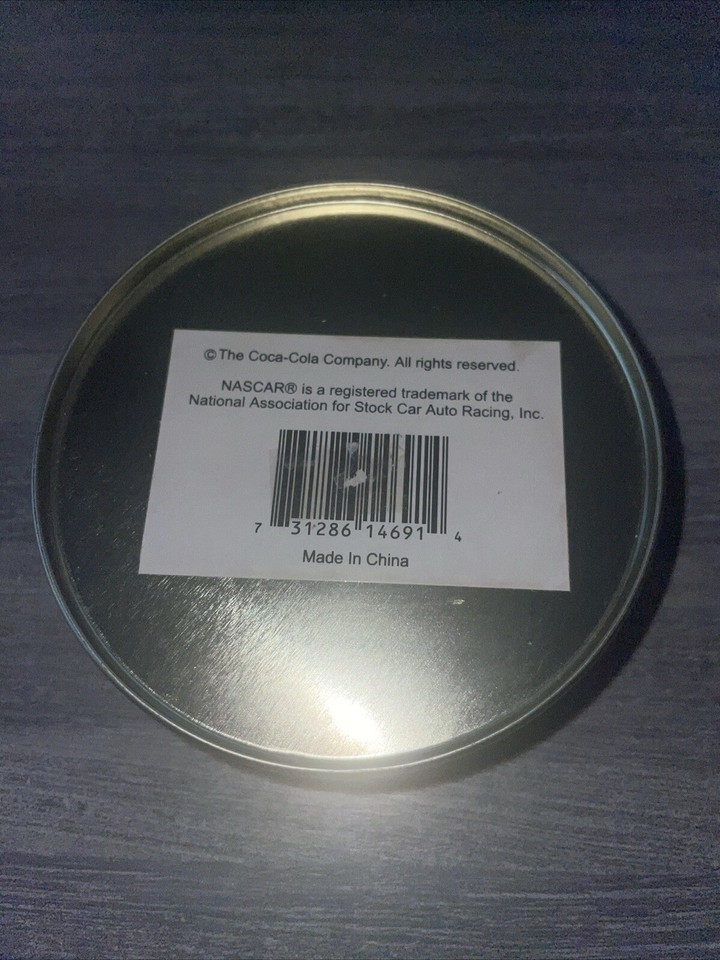 © The Coca-Cola Company. All rights reserved.
NASCAR® is a registered trademark of the
National Association for Stock Car Auto Racing, Inc.
7 31286 14691 4
Made In China